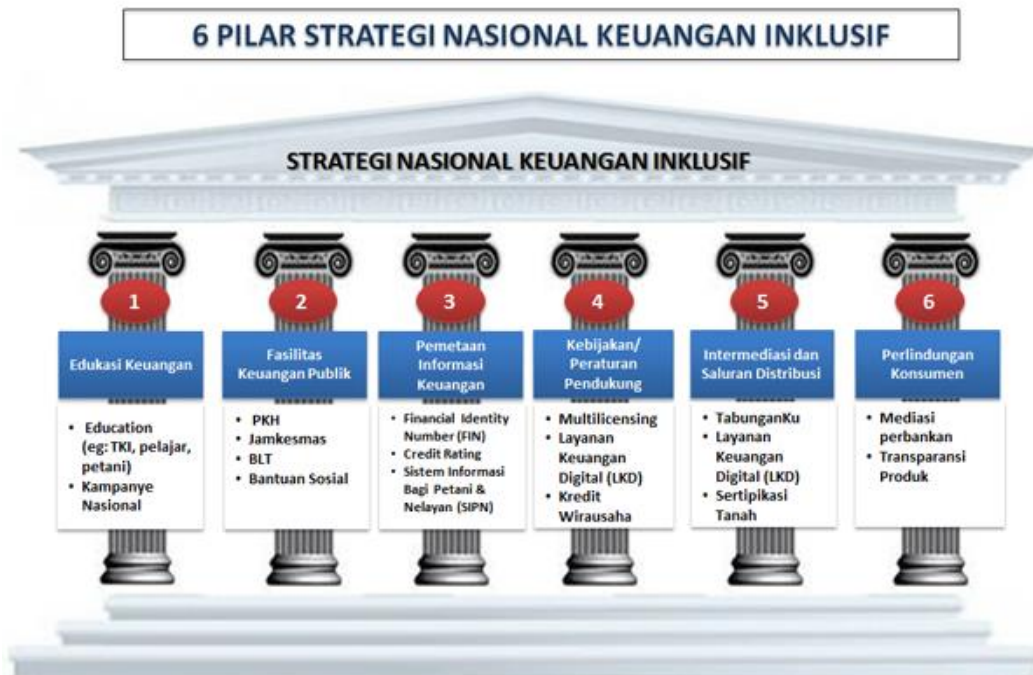 6 PILAR STRATEGI NASIONAL KEUANGAN INKLUSIF
STRATEGI NASIONAL KEUANGAN INKLUSIF
1
Edukasi Keuangan
• Education
(eg: TKI, pelajar,
petani)
• Kampanye
Nasional
2
Fasilitas
Keuangan Publik
• PKH
• Jamkesmas
• BLT
• Bantuan Sosial
3
Pemetaan
Informasi
Keuangan
• Financial Identity
Number (FIN)
• Credit Rating
• Sistem Informasi
Bagi Petani &
Nelayan (SIPN)
4
Kebijakan/
Peraturan
Pendukung
• Multilicensing
• Layanan
Keuangan
Digital (LKD)
• Kredit
Wirausaha
5
Intermediasi dan
Saluran Distribusi
• TabunganKu
• Layanan
Keuangan
Digital (LKD)
• Sertipikasi
Tanah
6
Perlindungan
Konsumen
• Mediasi
perbankan
• Transparansi
Produk